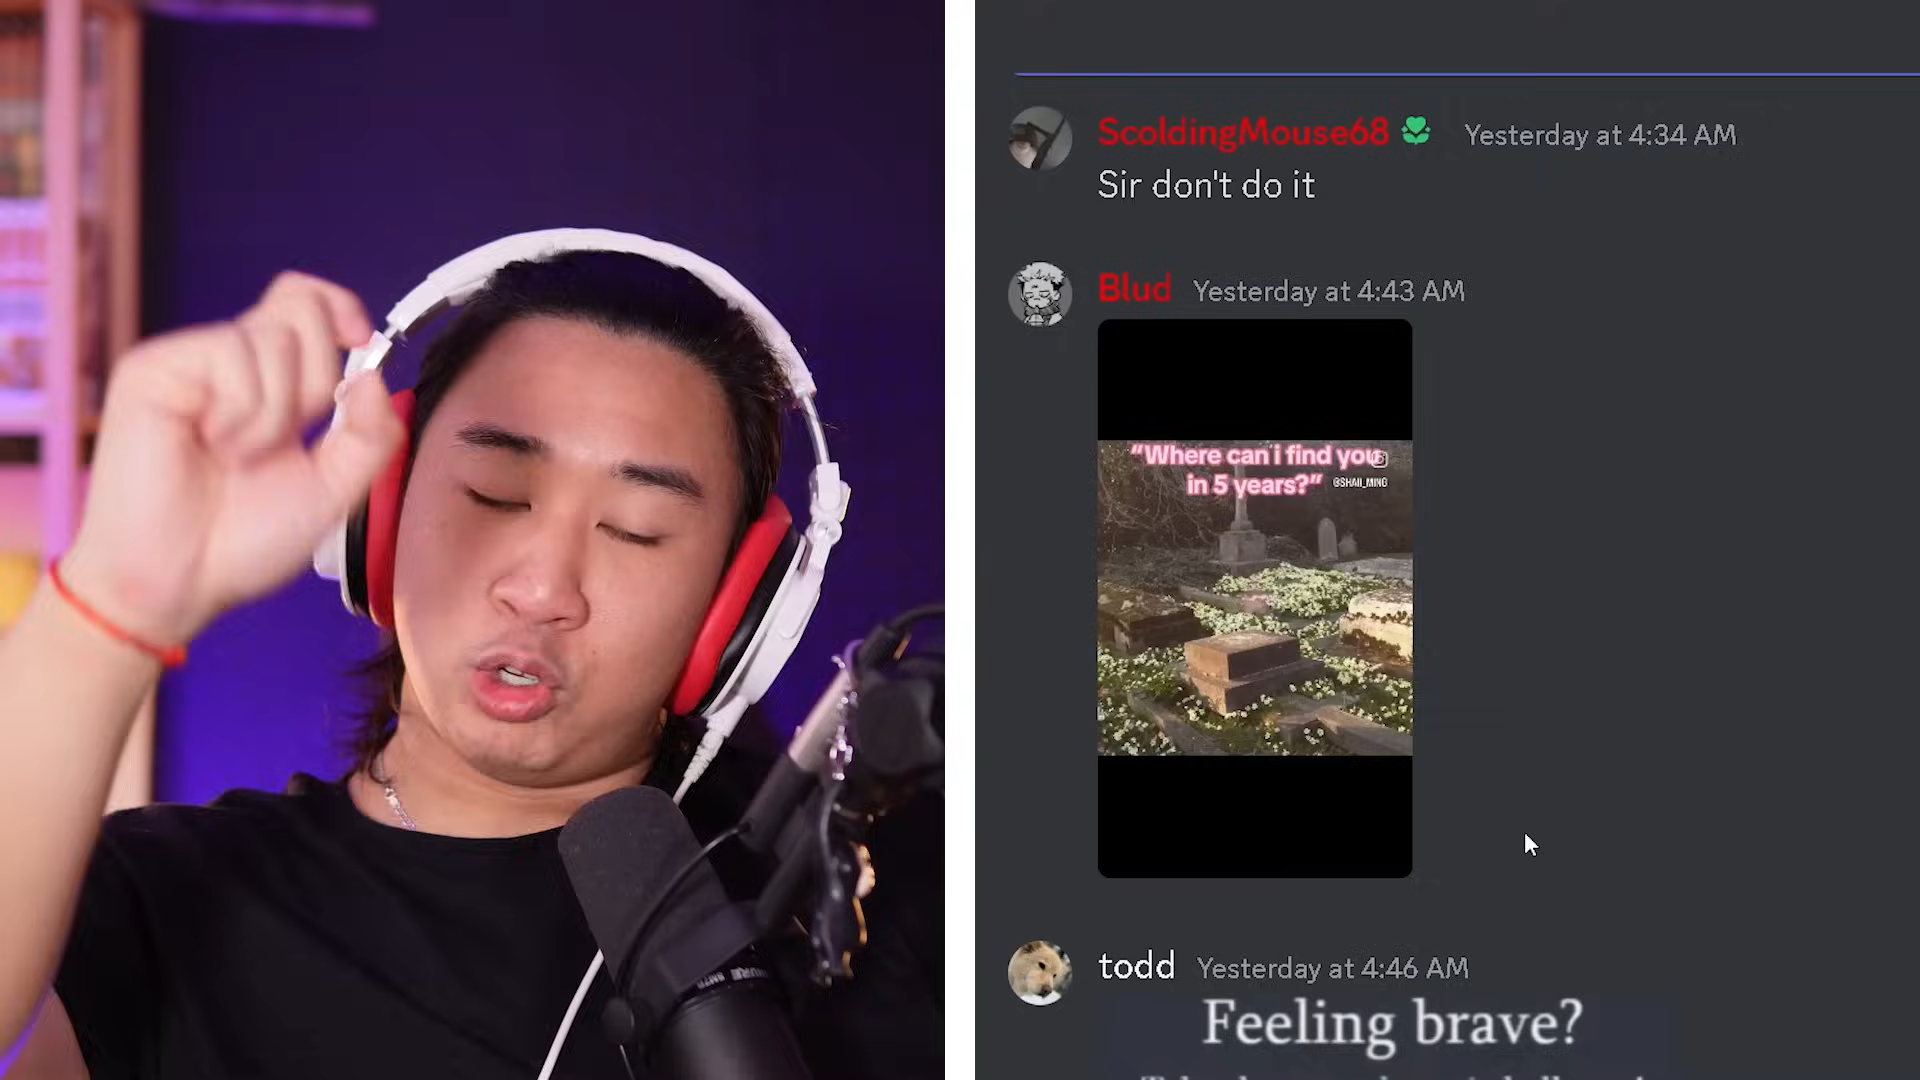 ScoldingMouse68 Yesterday at 4:34 AM
Sir don't do it
Blud Yesterday at 4:43 AM
“Where can i find you
in 5 years?” @SHAII_MING
todd Yesterday at 4:46 AM
Feeling brave?